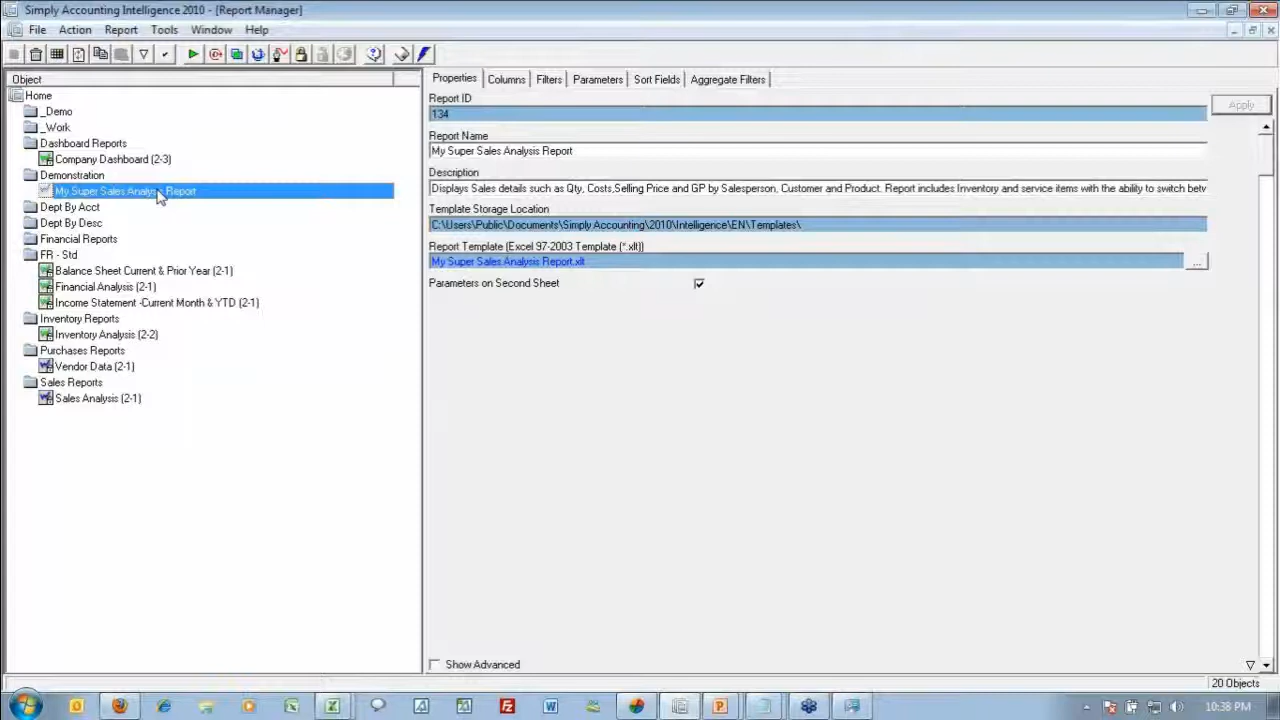 Simply Accounting Intelligence 2010 - [Report Manager]
File Action Report Tools Window Help
Object
Home
_Demo
_Work
Dashboard Reports
Company Dashboard (2-3)
Demonstration
My Super Sales Analysis Report
Dept By Acct
Dept By Desc
Financial Reports
FR - Std
Balance Sheet Current & Prior Year (2-1)
Financial Analysis (2-1)
Income Statement -Current Month & YTD (2-1)
Inventory Reports
Inventory Analysis (2-2)
Purchases Reports
Vendor Data (2-1)
Sales Reports
Sales Analysis (2-1)
Properties Columns Filters Parameters Sort Fields Aggregate Filters
Report ID
134
Apply
Report Name
My Super Sales Analysis Report
Description
Displays Sales details such as Qty, Costs,Selling Price and GP by Salesperson, Customer and Product. Report includes Inventory and service items with the ability to switch betw
Template Storage Location
C:\Users\Public\Documents\Simply Accounting\2010\Intelligence\EN\Templates\
Report Template (Excel 97-2003 Template (*.xlt))
My Super Sales Analysis Report.xlt
...
Parameters on Second Sheet
Show Advanced
20 Objects
10:38 PM